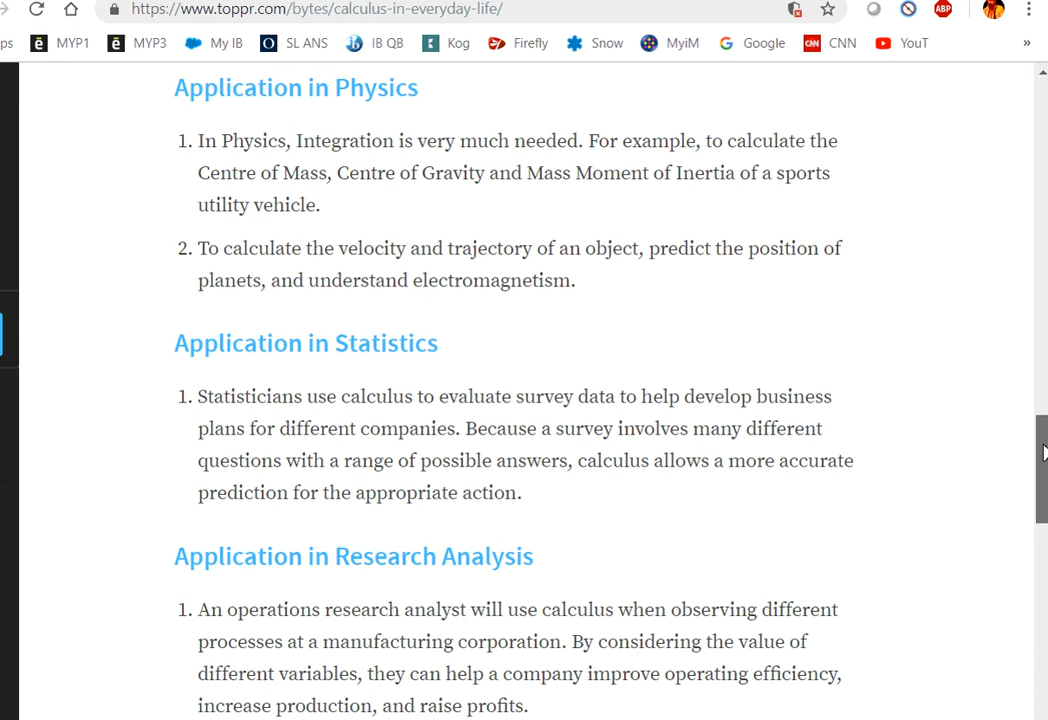 https://www.toppr.com/bytes/calculus-in-everyday-life/
ABP
ps MYP1 MYP3 My IB SL ANS IB QB Kog Firefly Snow MyiM Google CNN CNN YouT »
Application in Physics
1. In Physics, Integration is very much needed. For example, to calculate the
Centre of Mass, Centre of Gravity and Mass Moment of Inertia of a sports
utility vehicle.
2. To calculate the velocity and trajectory of an object, predict the position of
planets, and understand electromagnetism.
Application in Statistics
1. Statisticians use calculus to evaluate survey data to help develop business
plans for different companies. Because a survey involves many different
questions with a range of possible answers, calculus allows a more accurate
prediction for the appropriate action.
Application in Research Analysis
1. An operations research analyst will use calculus when observing different
processes at a manufacturing corporation. By considering the value of
different variables, they can help a company improve operating efficiency,
increase production, and raise profits.